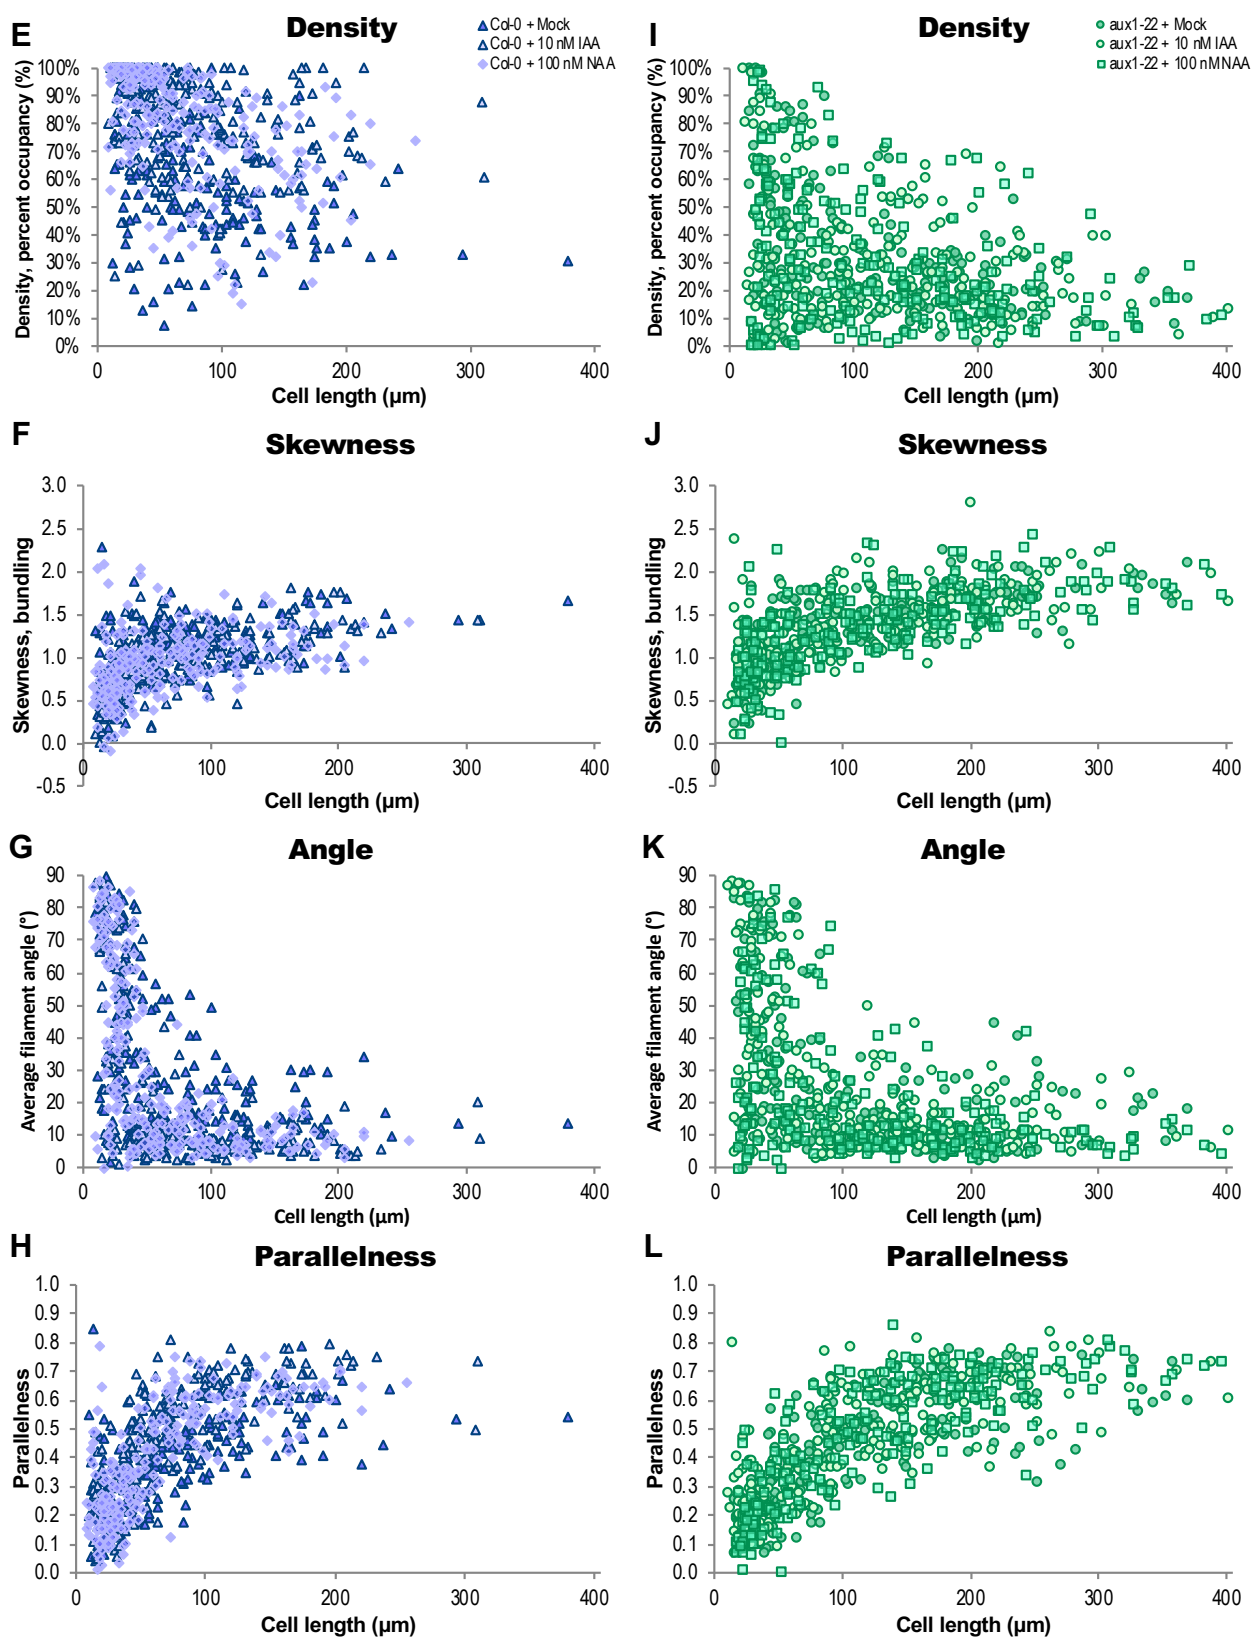 E
Density
Col-0 + Mock
Col-0 + 10 nM IAA
Col-0 + 100 nM NAA
Density, percent occupancy (%)
100%
90%
80%
70%
60%
50%
40%
30%
20%
10%
0%
0 100 200 300 400
Cell length (µm)
I
Density
aux1-22 + Mock
aux1-22 + 10 nM IAA
aux1-22 + 100 nM NAA
Density, percent occupancy (%)
100%
90%
80%
70%
60%
50%
40%
30%
20%
10%
0%
0 100 200 300 400
Cell length (µm)
F
Skewness
Skewness, bundling
3.0
2.5
2.0
1.5
1.0
0.5
0.0
-0.5
0 100 200 300 400
Cell length (µm)
J
Skewness
Skewness, bundling
3.0
2.5
2.0
1.5
1.0
0.5
0.0
-0.5
0 100 200 300 400
Cell length (µm)
G
Angle
Average filament angle (°)
90
80
70
60
50
40
30
20
10
0
0 100 200 300 400
Cell length (µm)
K
Angle
Average filament angle (°)
90
80
70
60
50
40
30
20
10
0
0 100 200 300 400
Cell length (µm)
H
Parallelness
Parallelness
1.0
0.9
0.8
0.7
0.6
0.5
0.4
0.3
0.2
0.1
0.0
0 100 200 300 400
Cell length (µm)
L
Parallelness
Parallelness
1.0
0.9
0.8
0.7
0.6
0.5
0.4
0.3
0.2
0.1
0.0
0 100 200 300 400
Cell length (µm)